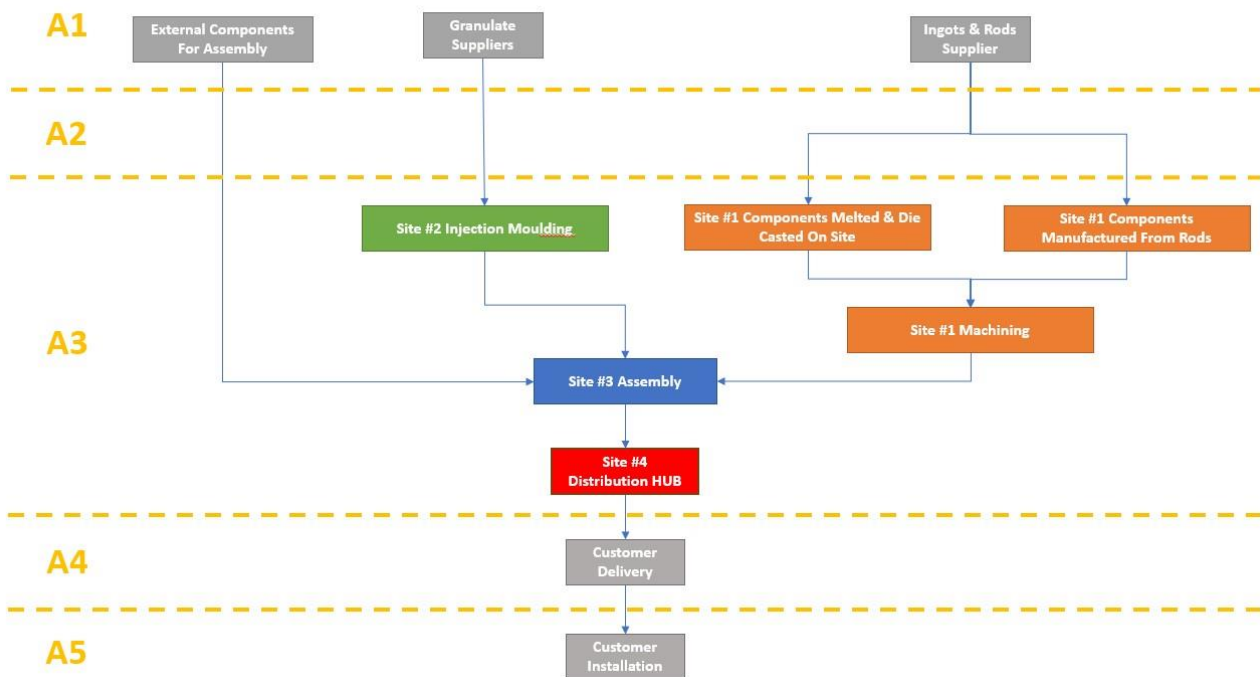 A1
External Components
For Assembly
Granulate
Suppliers
Ingots & Rods
Supplier
A2
A3
Site #2 Injection Moulding
Site #1 Components Melted & Die
Casted On Site
Site #1 Components
Manufactured From Rods
Site #1 Machining
Site #3 Assembly
Site #4
Distribution HUB
A4
Customer
Delivery
A5
Customer
Installation